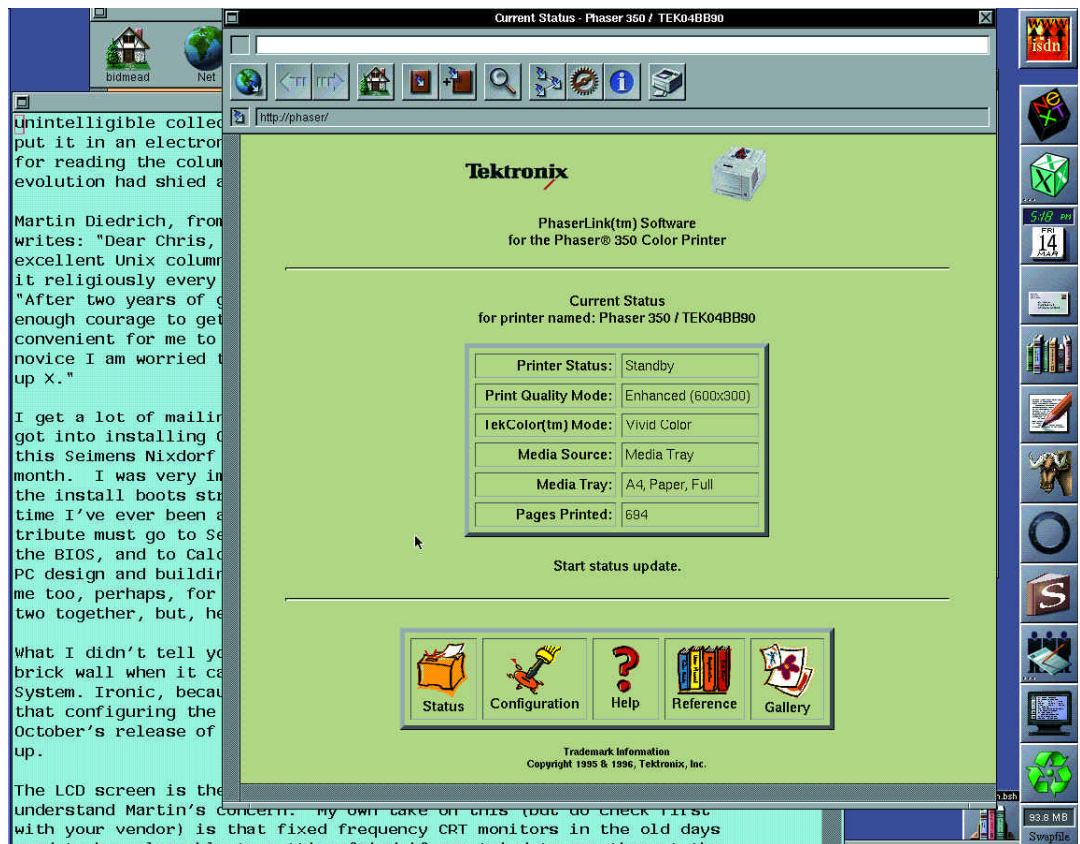 Current Status - Phaser 350 / TEK04BB90
isdn
bidmead
Net
http://phaser/
unintelligible collec
put it in an electron
for reading the colum
evolution had shied a
Martin Diedrich, from
writes: "Dear Chris,
excellent Unix column
it religiously every
"After two years of g
enough courage to get
convenient for me to
novice I am worried t
up X."
I get a lot of mailin
got into installing
this Seimens Nixdorf
month. I was very im
the install boots str
time I've ever been a
tribute must go to Se
the BIOS, and to Calc
PC design and buildin
me too, perhaps, for
two together, but, he
What I didn't tell yo
brick wall when it ca
System. Ironic, becau
that configuring the
October's release of
up.
The LCD screen is the
understand Martin's concern. My own take on this (but do check first
with your vendor) is that fixed frequency CRT monitors in the old days
Tektronix
PhaserLink(tm) Software
for the Phaser® 350 Color Printer
Current Status
for printer named: Phaser 350 / TEK04BB90
Printer Status: Standby
Print Quality Mode: Enhanced (600x300)
TekColor(tm) Mode: Vivid Color
Media Source: Media Tray
Media Tray: A4, Paper, Full
Pages Printed: 694
Start status update.
Status
Configuration
Help
Reference
Gallery
Trademark Information
Copyright 1995 & 1996, Tektronix, Inc.
NeXT
5:18 PM
FRI
14
MAR
S
n.bsh
93.8 MB
Swapfile